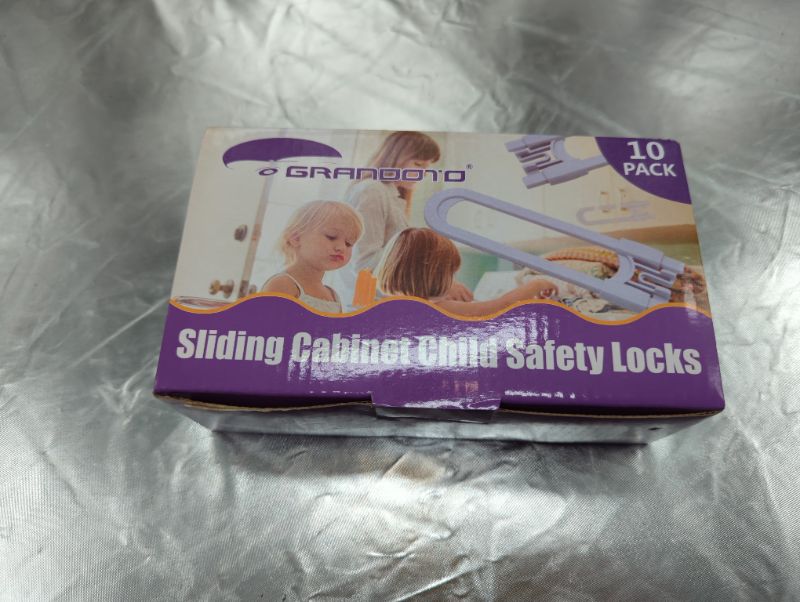 GRANDOTO®
10
PACK
Sliding Cabinet Child Safety Locks